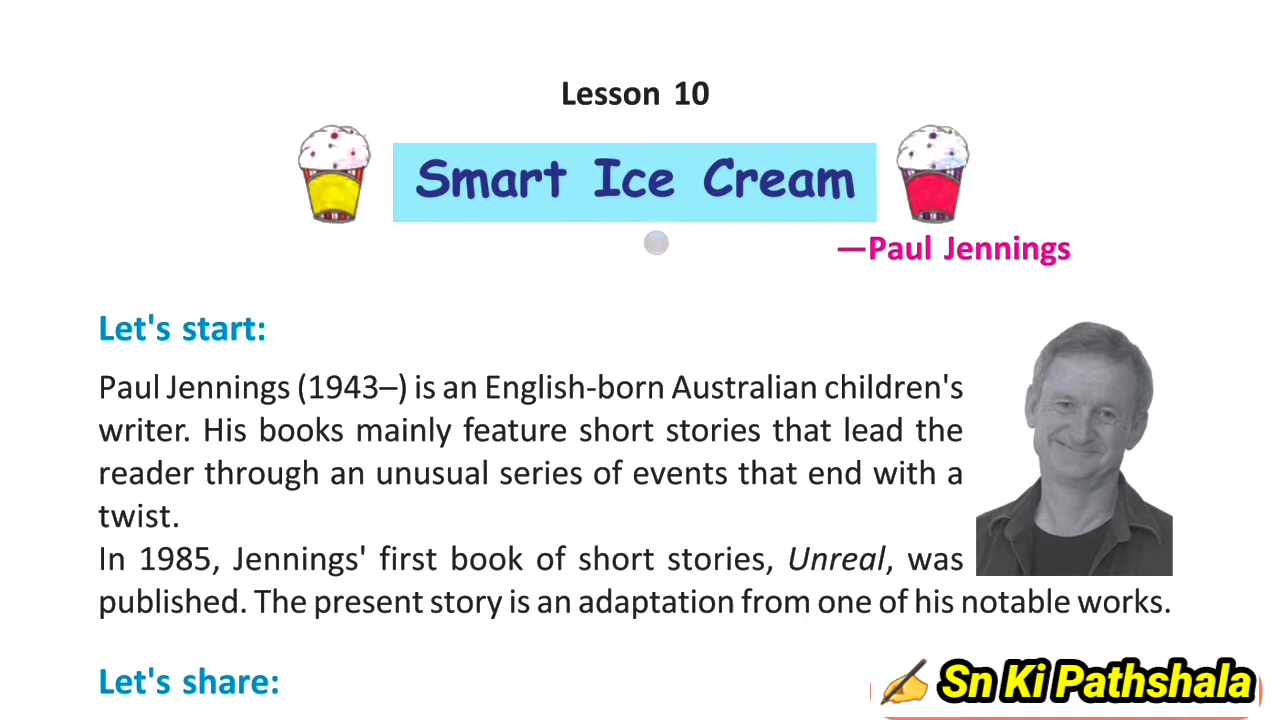 Lesson 10
Smart Ice Cream
—Paul Jennings
Let's start:
Paul Jennings (1943–) is an English-born Australian children's
writer. His books mainly feature short stories that lead the
reader through an unusual series of events that end with a
twist.
In 1985, Jennings' first book of short stories, Unreal, was
published. The present story is an adaptation from one of his notable works.
Let's share:
Sn Ki Pathshala